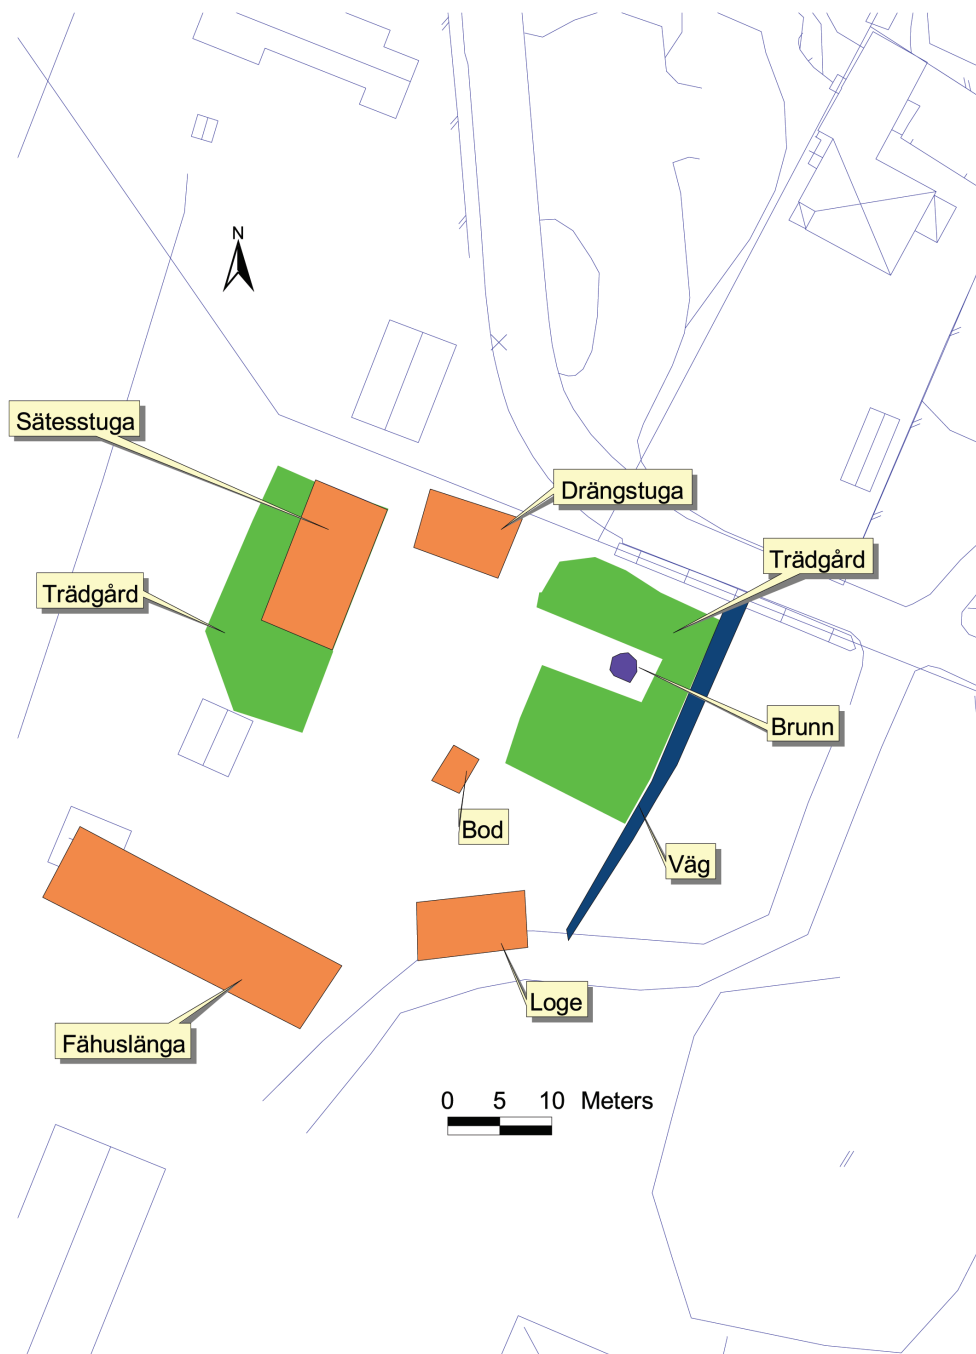 N
Sätesstuga
Drängstuga
Trädgård
Trädgård
Brunn
Bod
Väg
Loge
Fähuslänga
0 5 10 Meters